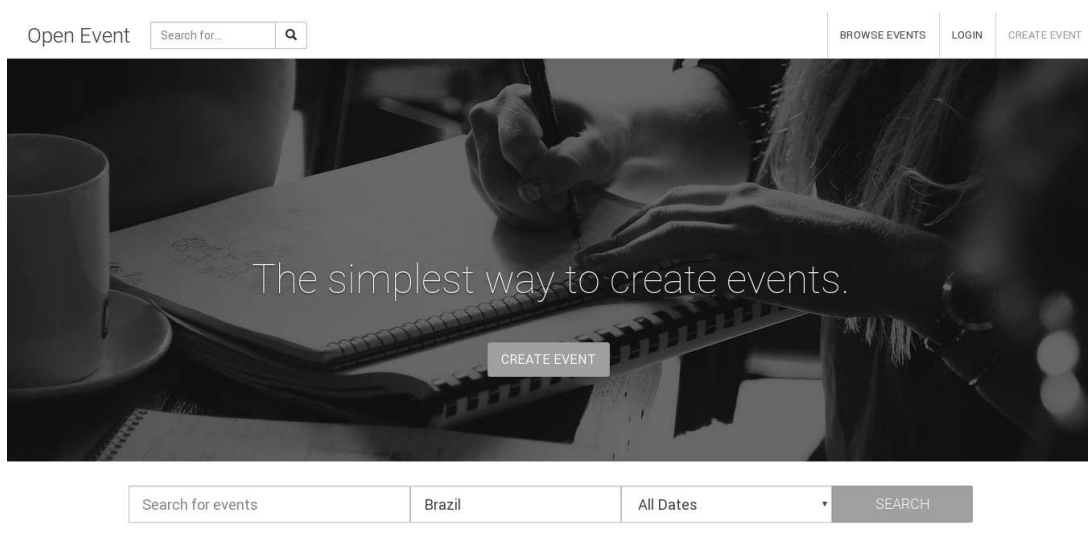 Open Event
Search for...
BROWSE EVENTS
LOGIN
CREATE EVENT
The simplest way to create events.
CREATE EVENT
Search for events
Brazil
All Dates
SEARCH